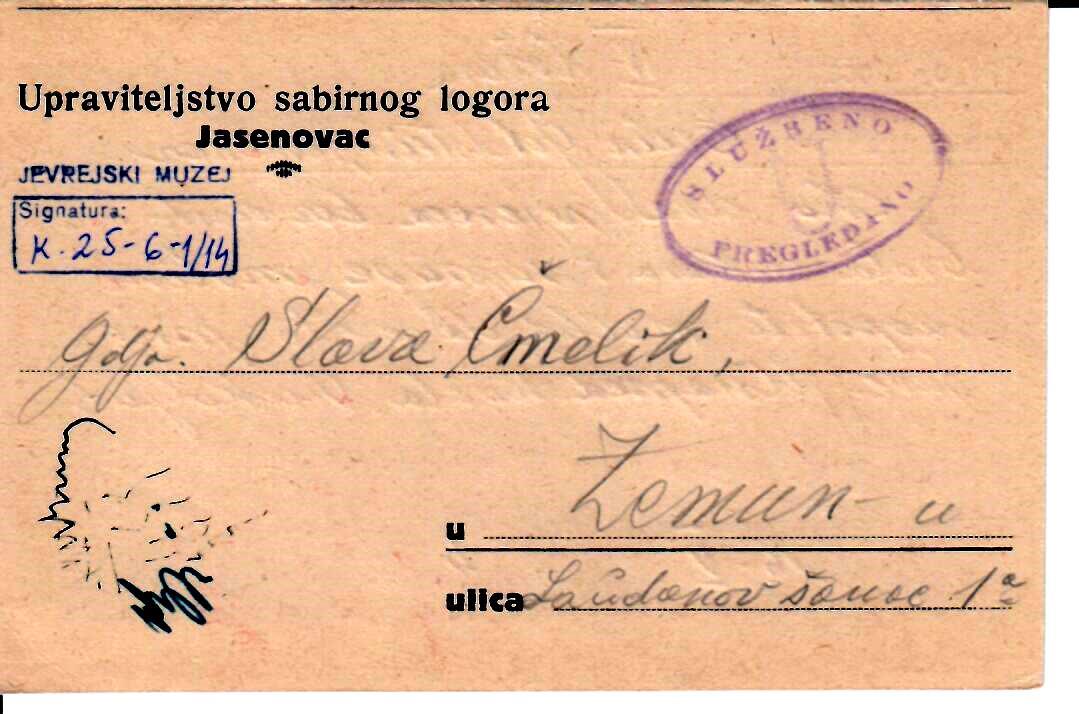 Upraviteljstvo sabirnog logora
Jasenovac
JEVREJSKI MUZEJ
Signatura:
K. 25-6-1/14
SLUŽBENO
PREGLEDANO
Gdja. Slava Čmelik,
u Zemun - u
ulica Laudanov šanac 1a